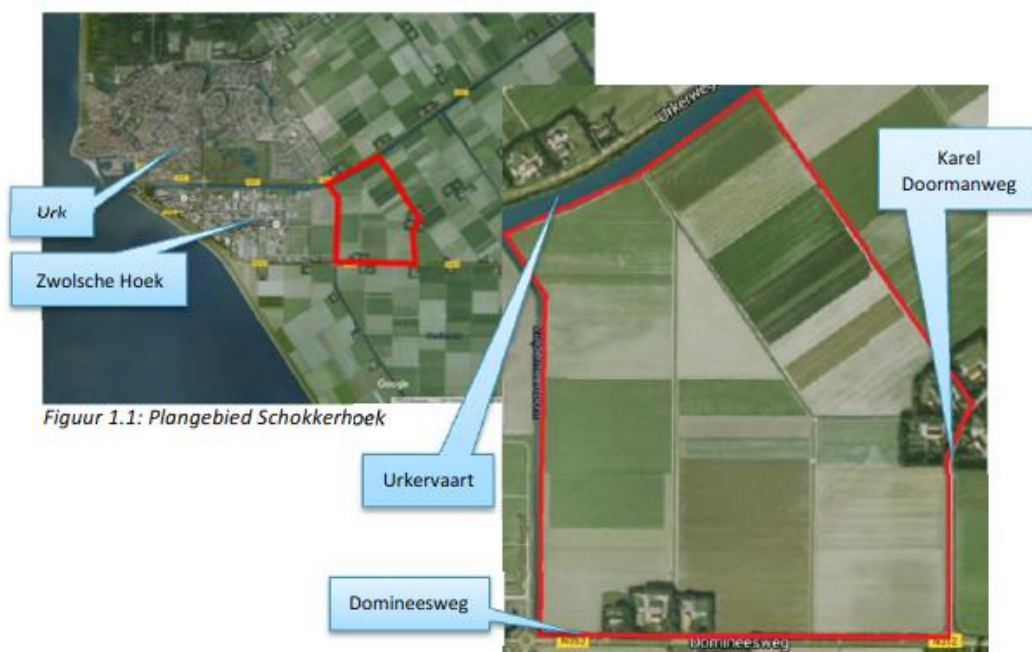 Urk
Zwolsche Hoek
Google
Figuur 1.1: Plangebied Schokkerhoek
Urkerweg
Karel
Doormanweg
Urkervaart
Domineesweg
N352
Domineesweg
N352